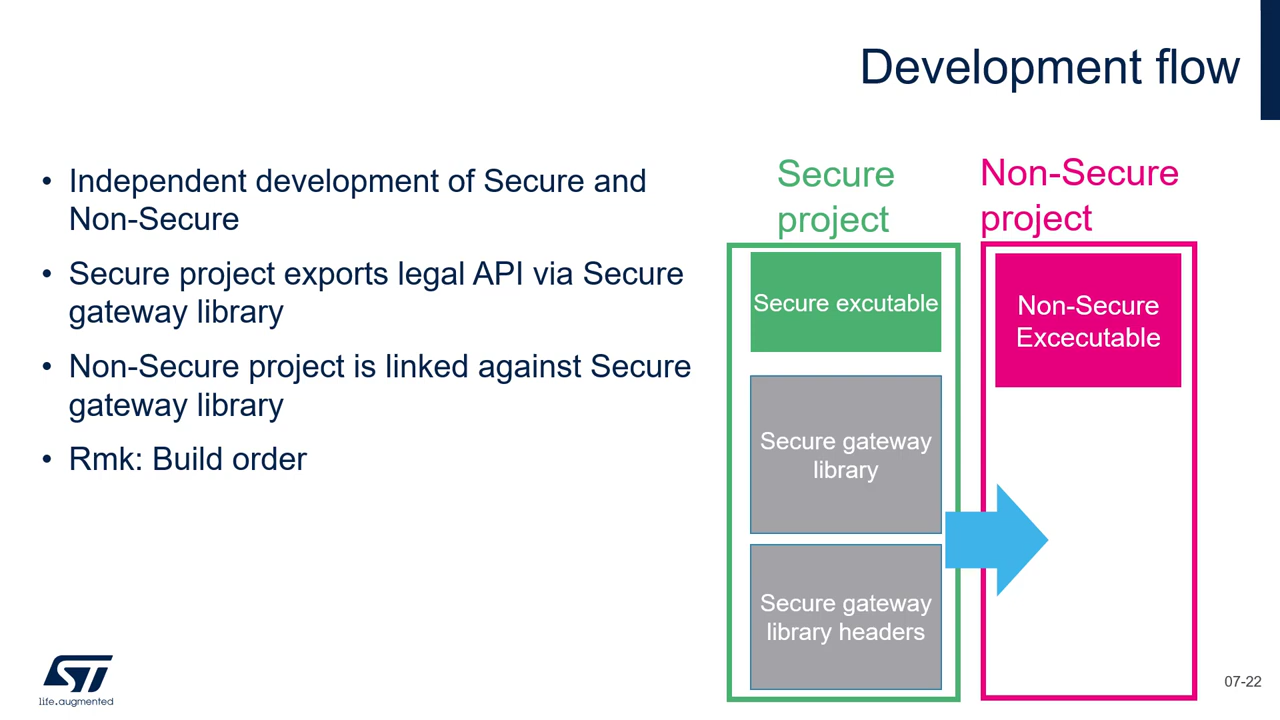 Development flow
• Independent development of Secure and
Non-Secure
• Secure project exports legal API via Secure
gateway library
• Non-Secure project is linked against Secure
gateway library
• Rmk: Build order
Secure
project
Secure excutable
Secure gateway
library
Secure gateway
library headers
Non-Secure
project
Non-Secure
Excecutable
ST
life.augmented
07-22